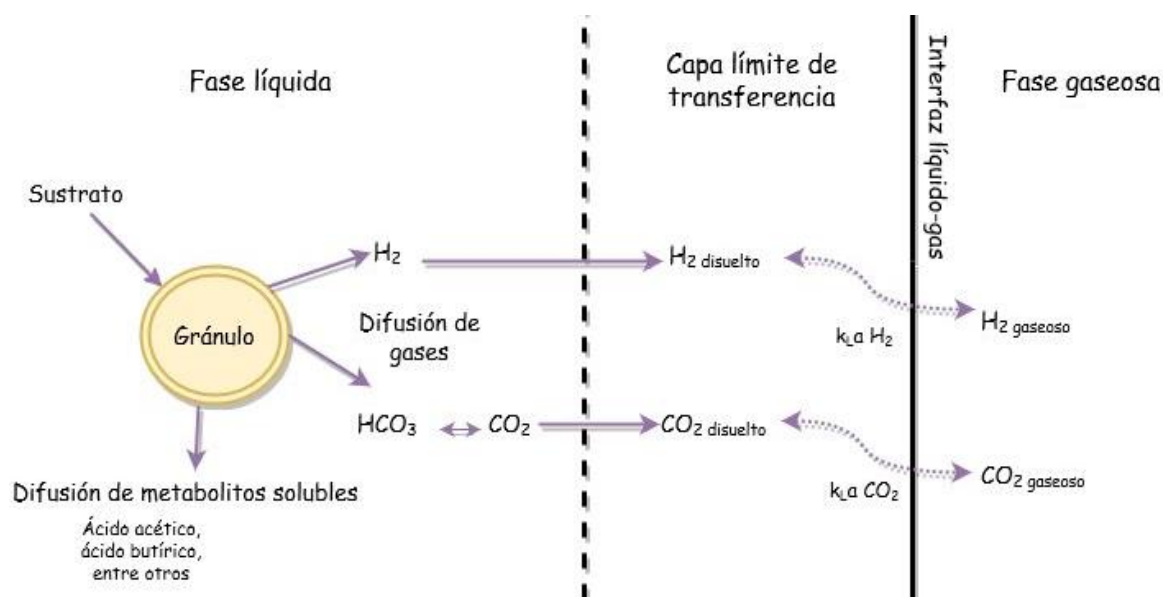 Fase líquida
Capa límite de
transferencia
Interfaz líquido-gas
Fase gaseosa
Sustrato
Gránulo
H₂
H₂ disuelto
Difusión de
gases
k_La H₂
H₂ gaseoso
HCO₃
CO₂
CO₂ disuelto
k_La CO₂
CO₂ gaseoso
Difusión de metabolitos solubles
Ácido acético,
ácido butírico,
entre otros